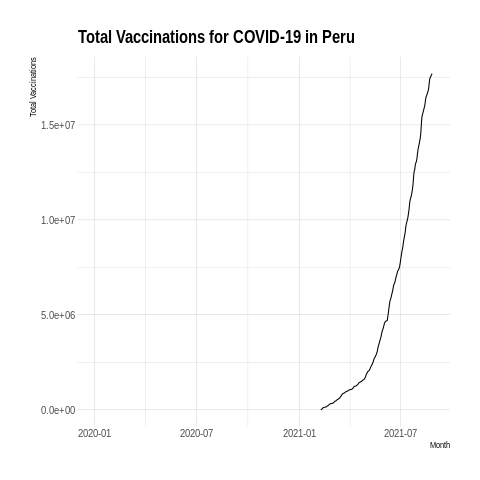 Total Vaccinations for COVID-19 in Peru
Total Vaccinations
1.5e+07
1.0e+07
5.0e+06
0.0e+00
2020-01 2020-07 2021-01 2021-07
Month